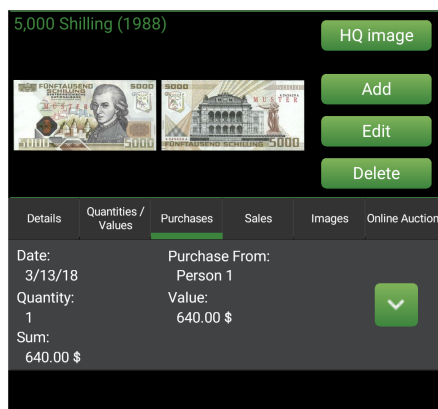 5,000 Shilling (1988)
HQ image
FÜNFTAUSEND 5000
SCHILLING
MUSTER
5000 5000
5000
MUSTER
FÜNFTAUSEND SCHILLING 5000
Add
Edit
Delete
Details
Quantities /
Values
Purchases
Sales
Images
Online Auction
Date:
3/13/18
Purchase From:
Person 1
Quantity:
1
Value:
640.00 $
Sum:
640.00 $